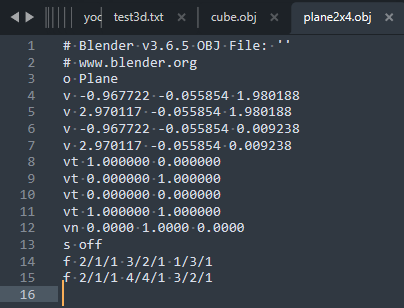 yoc test3d.txt cube.obj plane2x4.obj
1 # Blender v3.6.5 OBJ File: ''
2 # www.blender.org
3 o Plane
4 v -0.967722 -0.055854 1.980188
5 v 2.970117 -0.055854 1.980188
6 v -0.967722 -0.055854 0.009238
7 v 2.970117 -0.055854 0.009238
8 vt 1.000000 0.000000
9 vt 0.000000 1.000000
10 vt 0.000000 0.000000
11 vt 1.000000 1.000000
12 vn 0.0000 1.0000 0.0000
13 s off
14 f 2/1/1 3/2/1 1/3/1
15 f 2/1/1 4/4/1 3/2/1
16